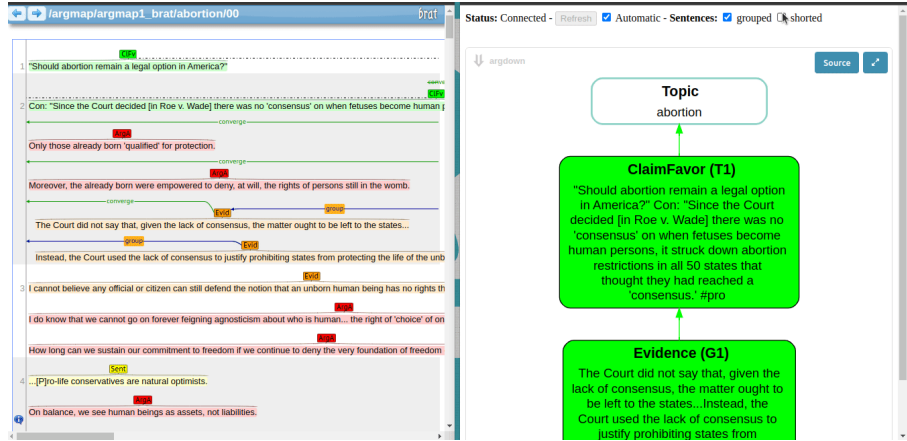 /argmap/argmap1_brat/abortion/00
brat
ClFv
1 "Should abortion remain a legal option in America?"
conve
ClFv
2 Con: "Since the Court decided [in Roe v. Wade] there was no 'consensus' on when fetuses become human p
converge
ArgA
Only those already born 'qualified' for protection.
converge
ArgA
Moreover, the already born were empowered to deny, at will, the rights of persons still in the womb.
converge
Evid
group
The Court did not say that, given the lack of consensus, the matter ought to be left to the states...
group
Evid
Instead, the Court used the lack of consensus to justify prohibiting states from protecting the life of the unb
Evid
3 I cannot believe any official or citizen can still defend the notion that an unborn human being has no rights th
ArgA
I do know that we cannot go on forever feigning agnosticism about who is human... the right of 'choice' of on
ArgA
How long can we sustain our commitment to freedom if we continue to deny the very foundation of freedom
Sent
4 ...[P]ro-life conservatives are natural optimists.
ArgA
On balance, we see human beings as assets, not liabilities.
Status: Connected - Refresh Automatic - Sentences: grouped shorted
argdown
Source
Topic
abortion
ClaimFavor (T1)
"Should abortion remain a legal option
in America?" Con: "Since the Court
decided [in Roe v. Wade] there was no
'consensus' on when fetuses become
human persons, it struck down abortion
restrictions in all 50 states that
thought they had reached a
'consensus.' #pro
Evidence (G1)
The Court did not say that, given the
lack of consensus, the matter ought to
be left to the states...Instead, the
Court used the lack of consensus to
justify prohibiting states from